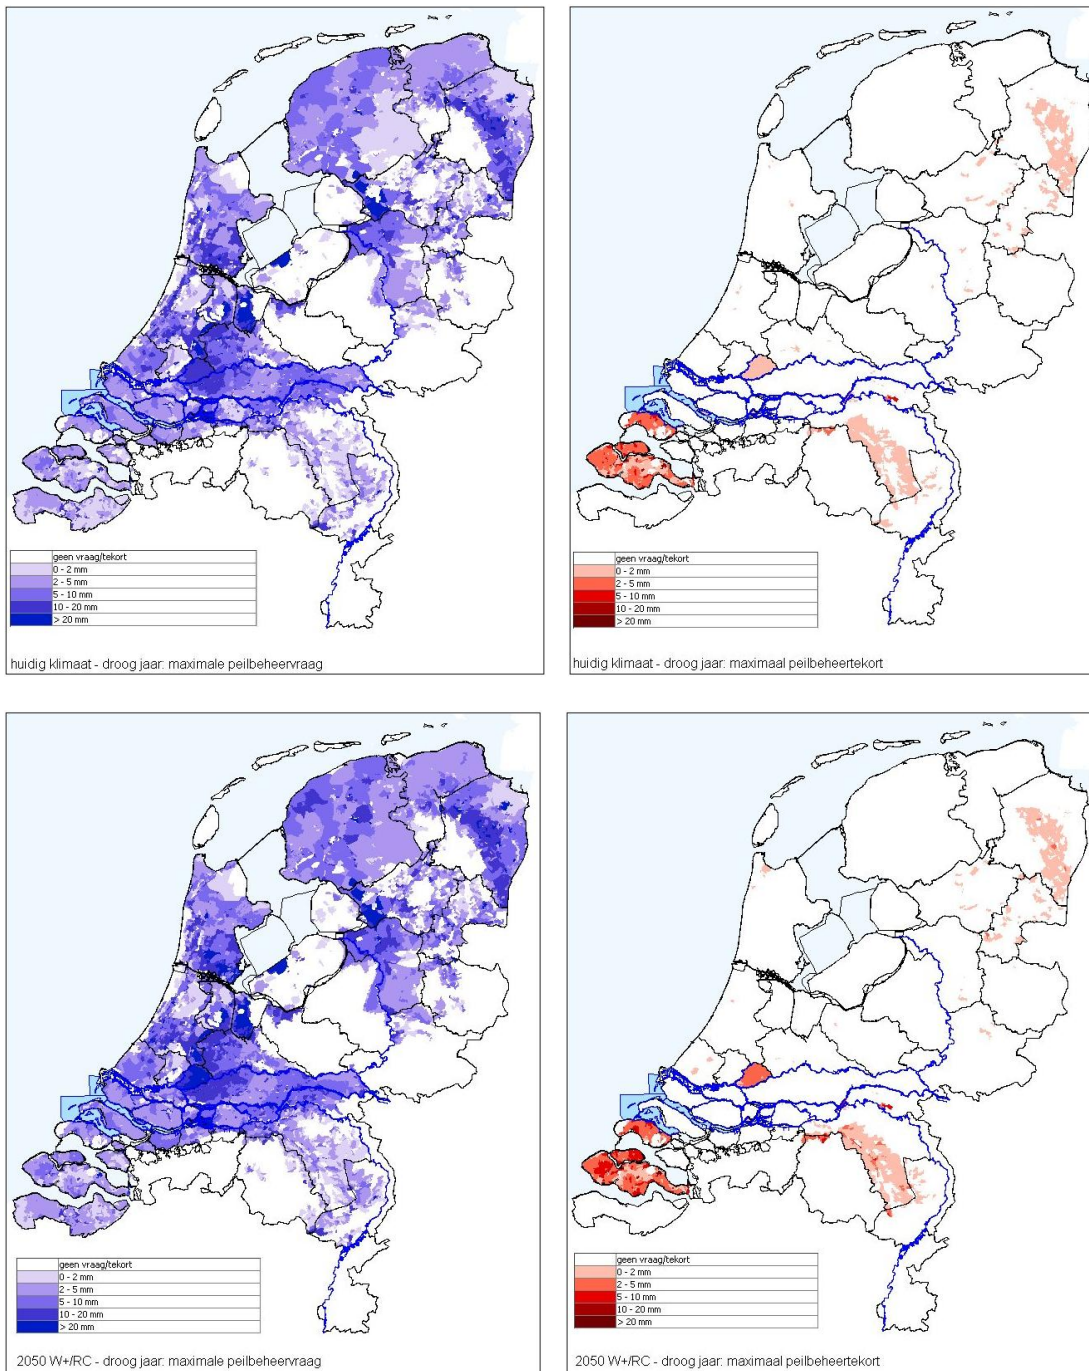 geen vraag/tekort
0 - 2 mm
2 - 5 mm
5 - 10 mm
10 - 20 mm
> 20 mm
huidig klimaat - droog jaar: maximale peilbeheervraag
geen vraag/tekort
0 - 2 mm
2 - 5 mm
5 - 10 mm
10 - 20 mm
> 20 mm
huidig klimaat - droog jaar: maximaal peilbeheertekort
geen vraag/tekort
0 - 2 mm
2 - 5 mm
5 - 10 mm
10 - 20 mm
> 20 mm
2050 W+/RC - droog jaar: maximale peilbeheervraag
geen vraag/tekort
0 - 2 mm
2 - 5 mm
5 - 10 mm
10 - 20 mm
> 20 mm
2050 W+/RC - droog jaar: maximaal peilbeheertekort